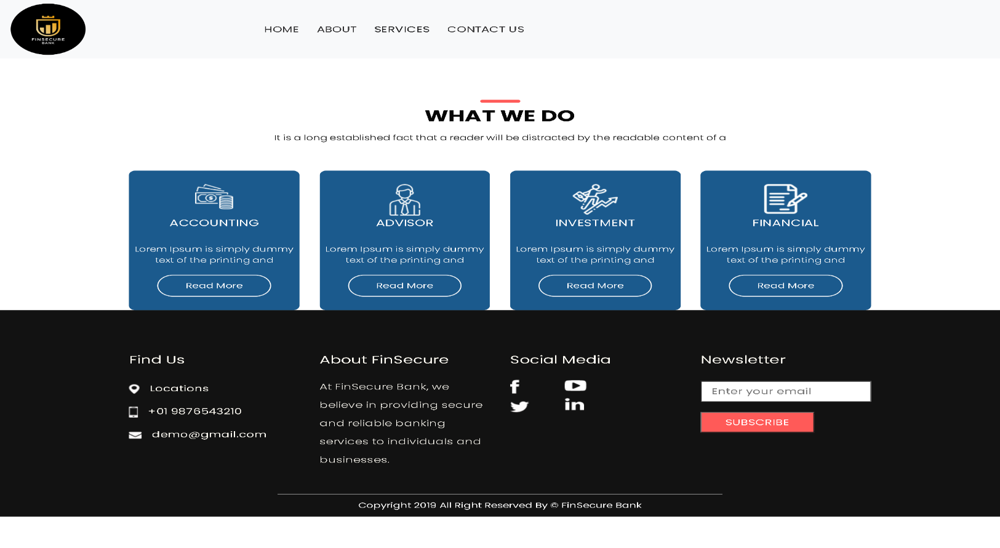 FINSECURE
BANK
HOME ABOUT SERVICES CONTACT US
WHAT WE DO
It is a long established fact that a reader will be distracted by the readable content of a
ACCOUNTING
Lorem Ipsum is simply dummy
text of the printing and
Read More
ADVISOR
Lorem Ipsum is simply dummy
text of the printing and
Read More
INVESTMENT
Lorem Ipsum is simply dummy
text of the printing and
Read More
FINANCIAL
Lorem Ipsum is simply dummy
text of the printing and
Read More
Find Us
Locations
+01 9876543210
demo@gmail.com
About FinSecure
At FinSecure Bank, we
believe in providing secure
and reliable banking
services to individuals and
businesses.
Social Media
Newsletter
Enter your email
SUBSCRIBE
Copyright 2019 All Right Reserved By © FinSecure Bank